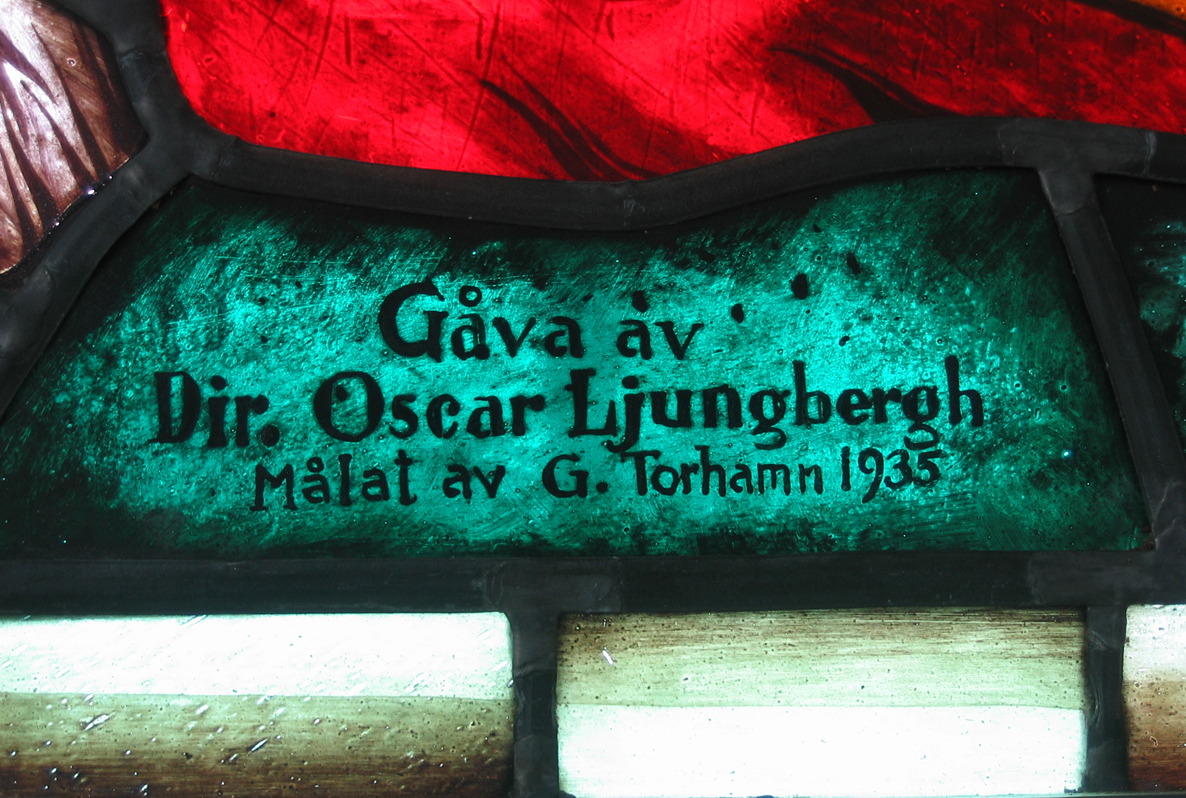 Gåva av
Dir. Oscar Ljungbergh
Målat av G. Torhamn 1935